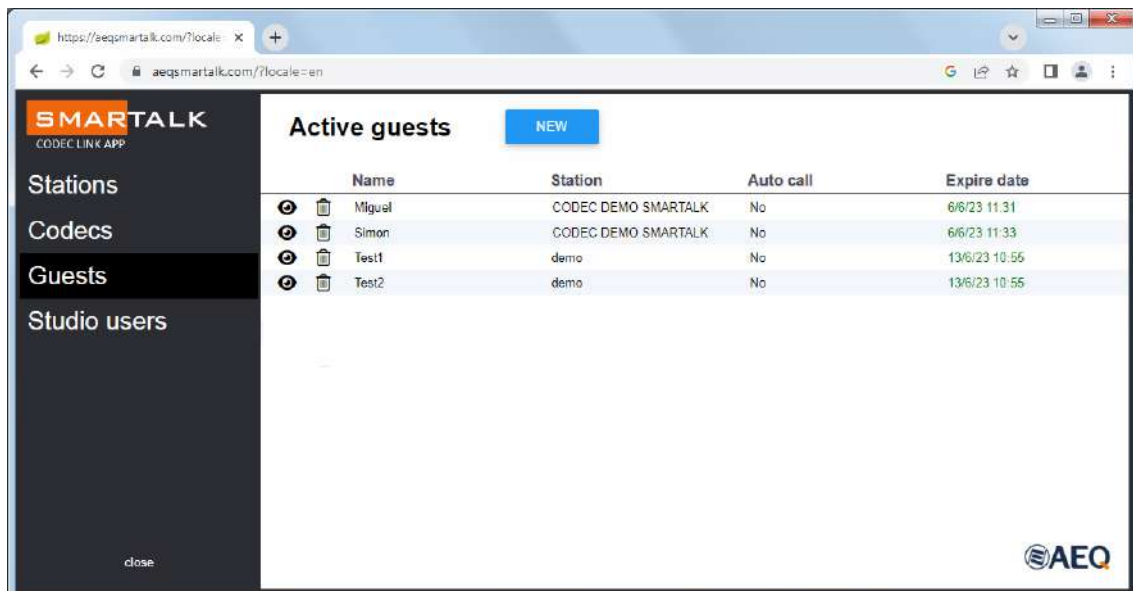 https://aeqsmartalk.com/?locale
aeqsmartalk.com/?locale=en
SMARTALK
CODEC LINK APP
Stations
Codecs
Guests
Studio users
close
Active guests NEW
Name Station Auto call Expire date
Miguel CODEC DEMO SMARTALK No 6/6/23 11:31
Simon CODEC DEMO SMARTALK No 6/6/23 11:33
Test1 demo No 13/6/23 10:55
Test2 demo No 13/6/23 10:55
AEQ